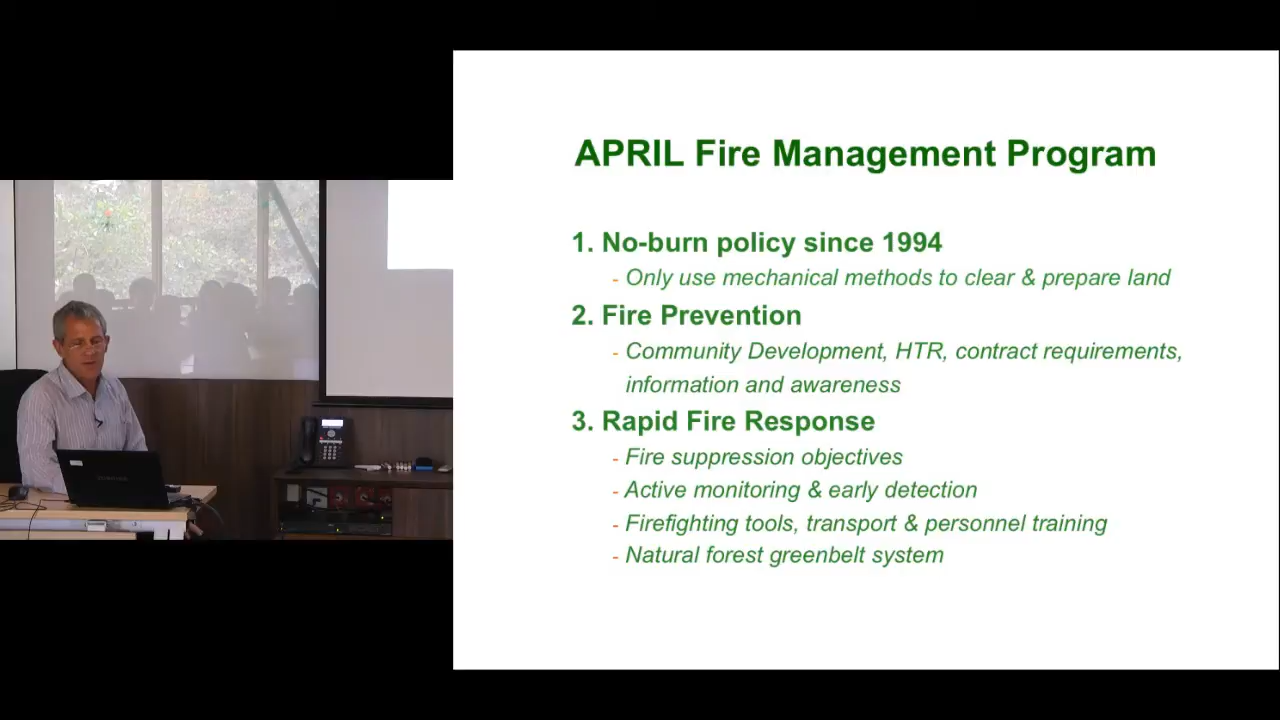 APRIL Fire Management Program
1. No-burn policy since 1994
- Only use mechanical methods to clear & prepare land
2. Fire Prevention
- Community Development, HTR, contract requirements,
information and awareness
3. Rapid Fire Response
- Fire suppression objectives
- Active monitoring & early detection
- Firefighting tools, transport & personnel training
- Natural forest greenbelt system